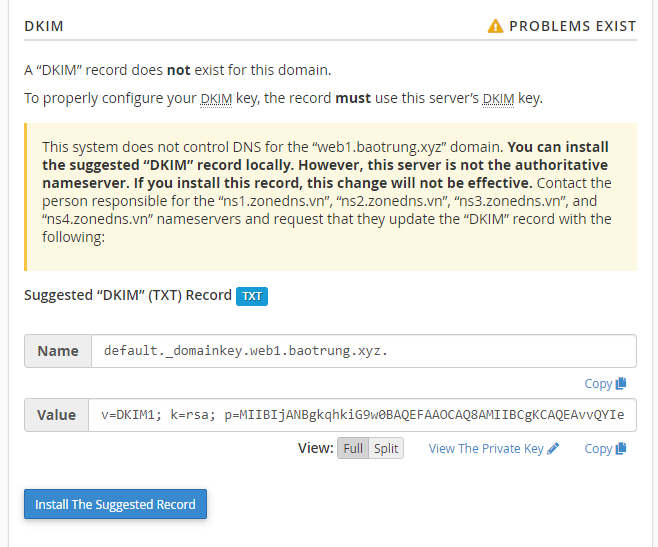 DKIM
PROBLEMS EXIST
A “DKIM” record does not exist for this domain.
To properly configure your DKIM key, the record must use this server’s DKIM key.
This system does not control DNS for the “web1.baotrung.xyz” domain. You can install
the suggested “DKIM” record locally. However, this server is not the authoritative
nameserver. If you install this record, this change will not be effective. Contact the
person responsible for the “ns1.zonedns.vn”, “ns2.zonedns.vn”, “ns3.zonedns.vn”, and
“ns4.zonedns.vn” nameservers and request that they update the “DKIM” record with the
following:
Suggested “DKIM” (TXT) Record TXT
Name default._domainkey.web1.baotrung.xyz.
Copy
Value v=DKIM1; k=rsa; p=MIIBIjANBgkqhkiG9w0BAQEFAAOCAQ8AMIIBCgKCAQEAvvQYIe
View: Full Split View The Private Key Copy
Install The Suggested Record